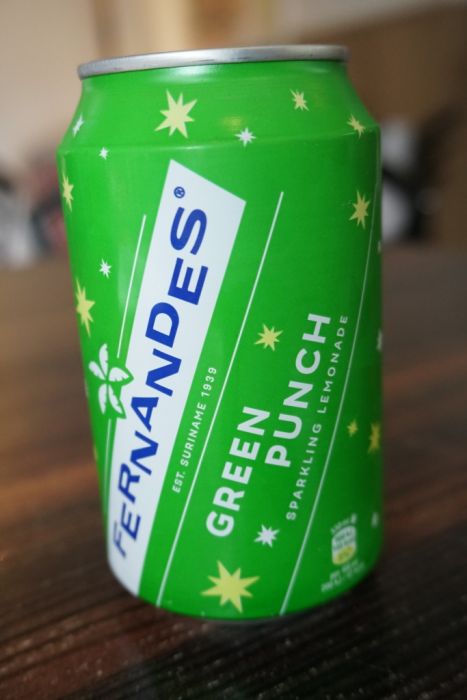 FERNANDES®
EST. SURINAME 1939
GREEN
PUNCH
SPARKLING LEMONADE